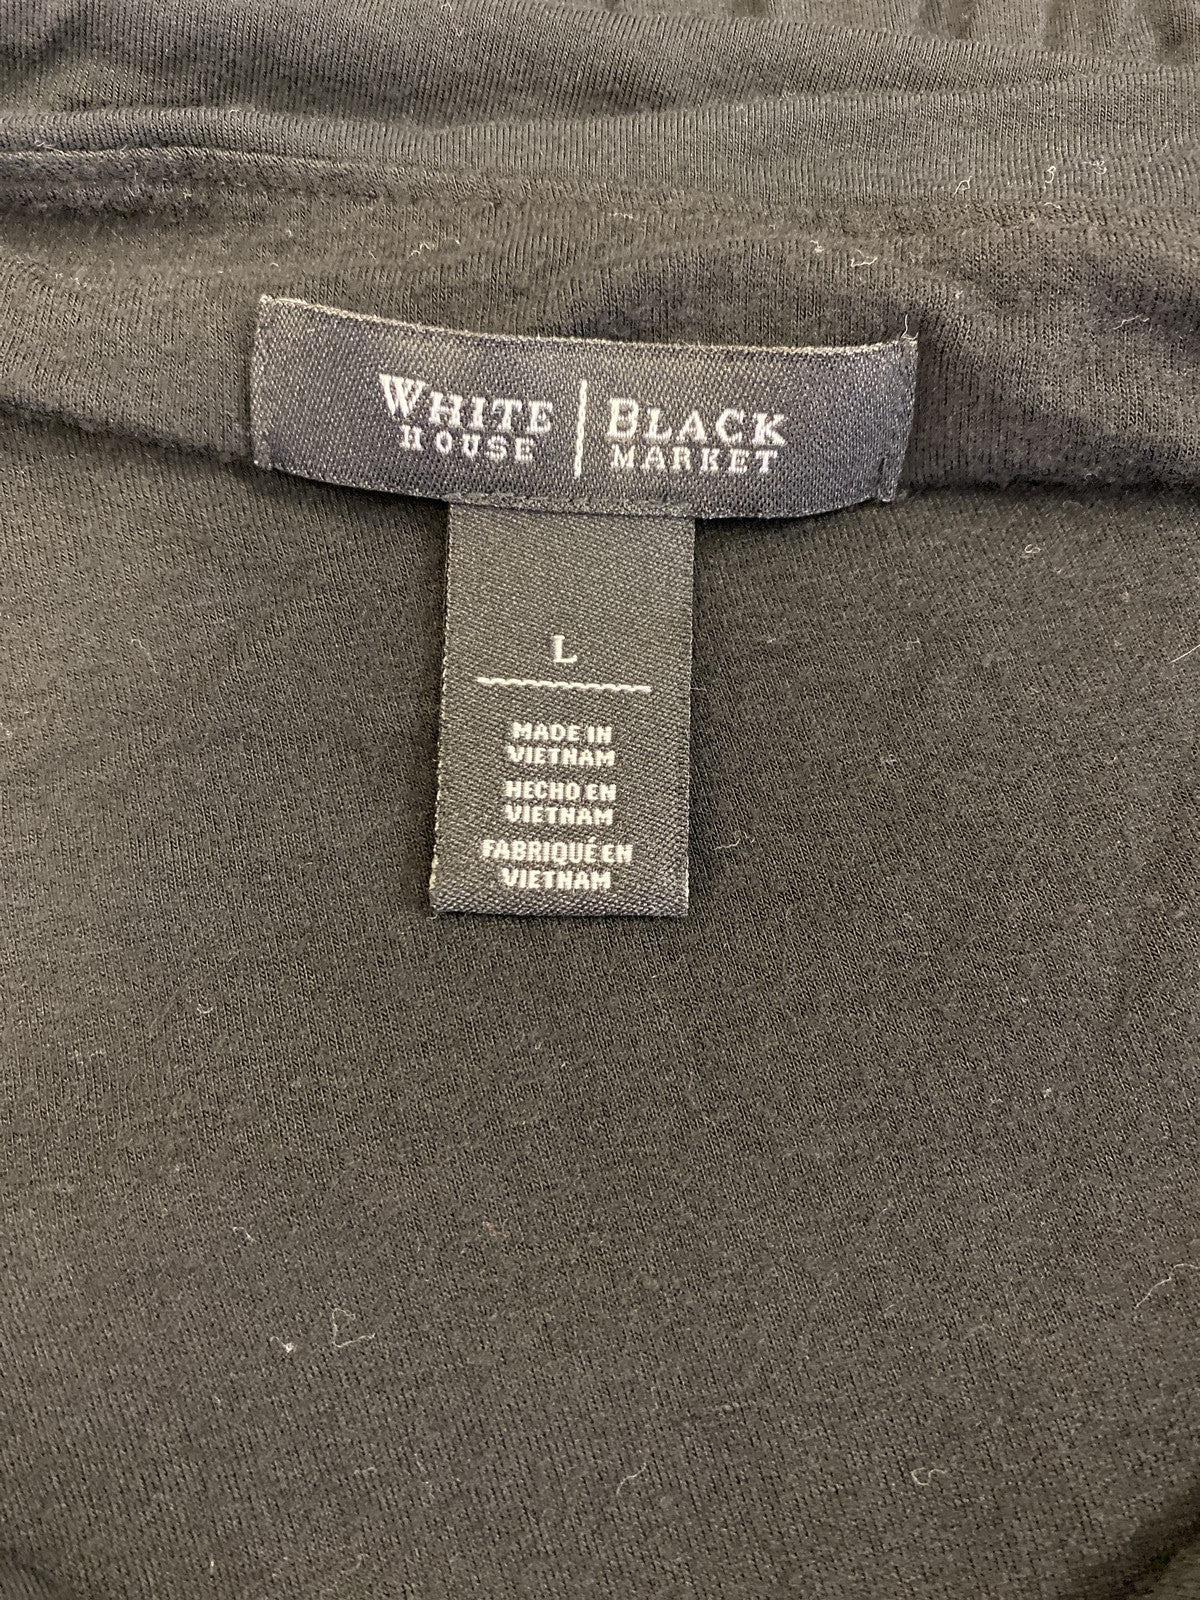 WHITE | BLACK
HOUSE | MARKET
L
MADE IN
VIETNAM
HECHO EN
VIETNAM
FABRIQUÉ EN
VIETNAM